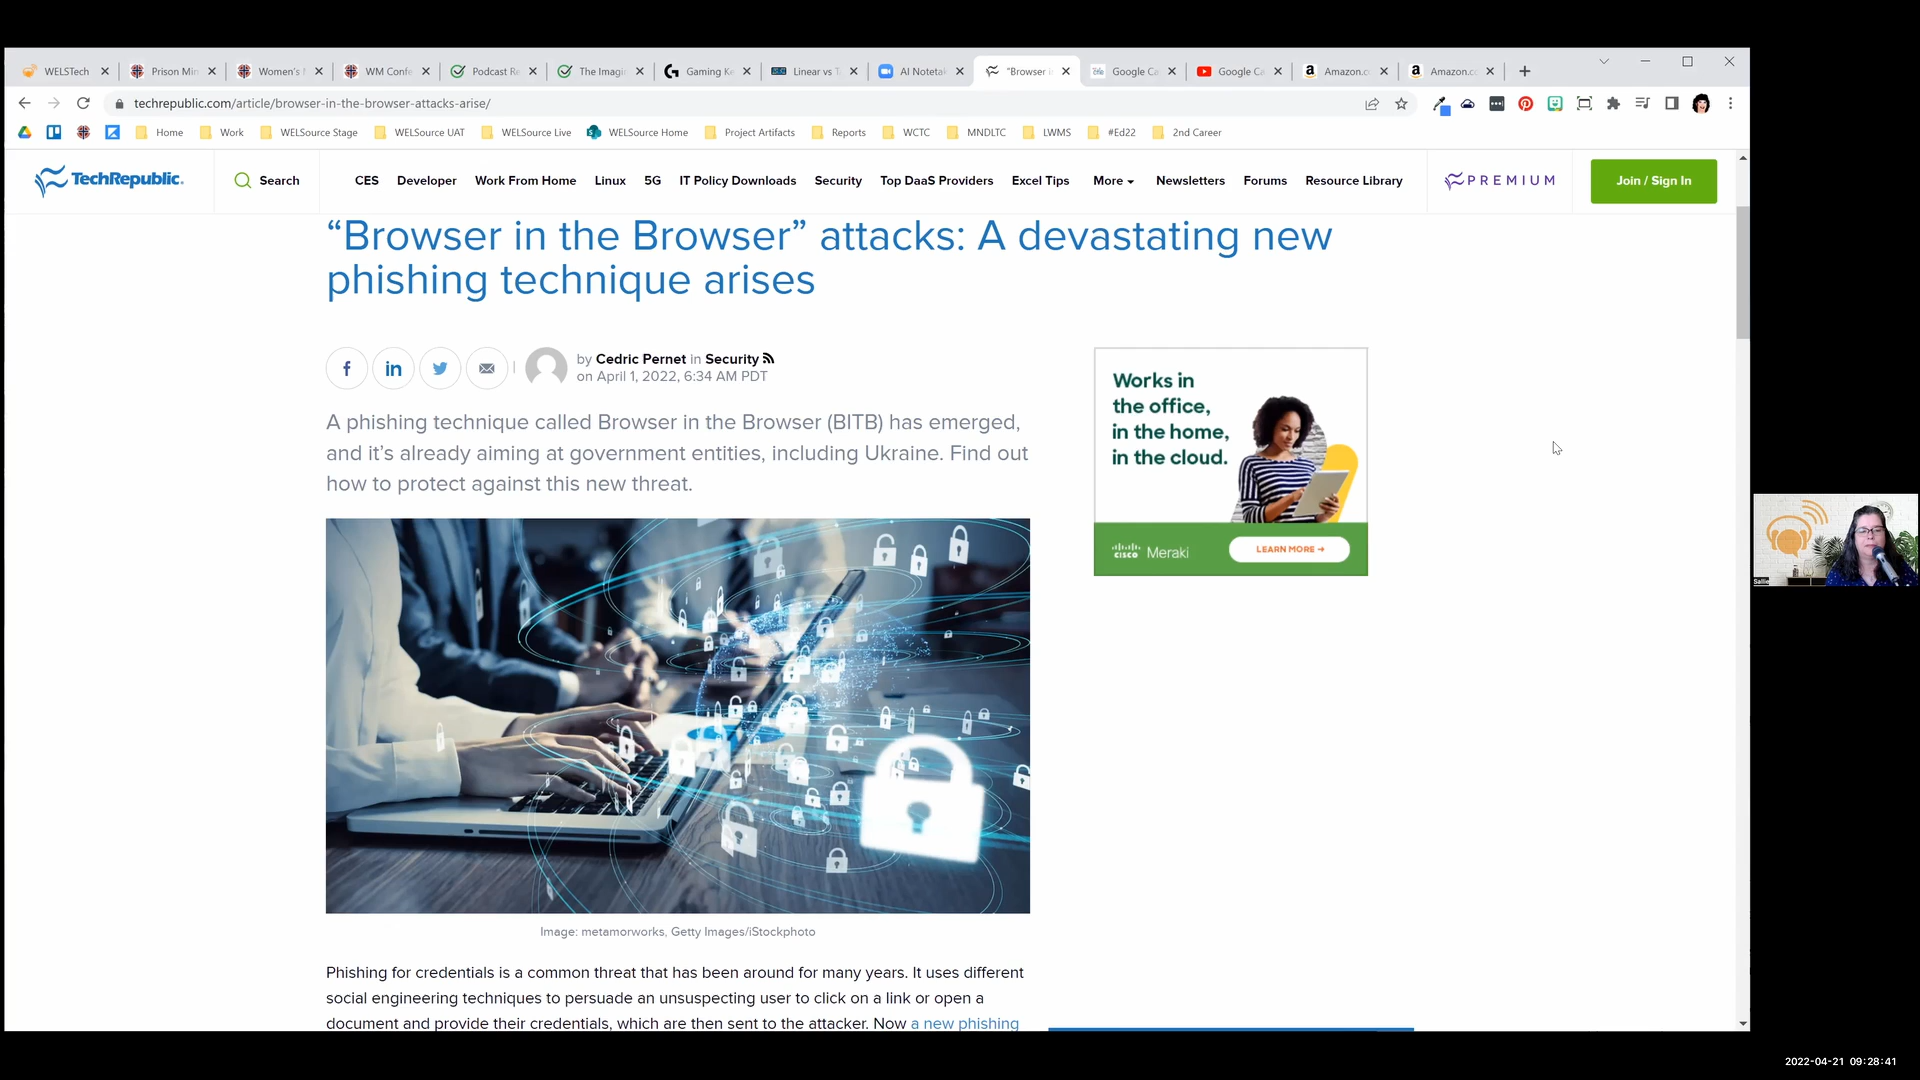 WELSTech
Prison Min
Women's
WM Confe
Podcast Re
The Imagin
Gaming Ke
Linear vs T
AI Notetak
"Browser in
Google Ca
Google Ca
Amazon.co
Amazon.co
techrepublic.com/article/browser-in-the-browser-attacks-arise/
Home
Work
WELSource Stage
WELSource UAT
WELSource Live
WELSource Home
Project Artifacts
Reports
WCTC
MNDLTC
LWMS
#Ed22
2nd Career
TechRepublic.
Search
CES
Developer
Work From Home
Linux
5G
IT Policy Downloads
Security
Top DaaS Providers
Excel Tips
More
Newsletters
Forums
Resource Library
PREMIUM
Join / Sign In
“Browser in the Browser” attacks: A devastating new
phishing technique arises
by Cedric Pernet in Security
on April 1, 2022, 6:34 AM PDT
A phishing technique called Browser in the Browser (BITB) has emerged,
and it’s already aiming at government entities, including Ukraine. Find out
how to protect against this new threat.
Works in
the office,
in the home,
in the cloud.
CISCO Meraki
LEARN MORE →
Image: metamorworks, Getty Images/iStockphoto
Phishing for credentials is a common threat that has been around for many years. It uses different
social engineering techniques to persuade an unsuspecting user to click on a link or open a
document and provide their credentials, which are then sent to the attacker. Now a new phishing
Sallie
2022-04-21 09:28:41